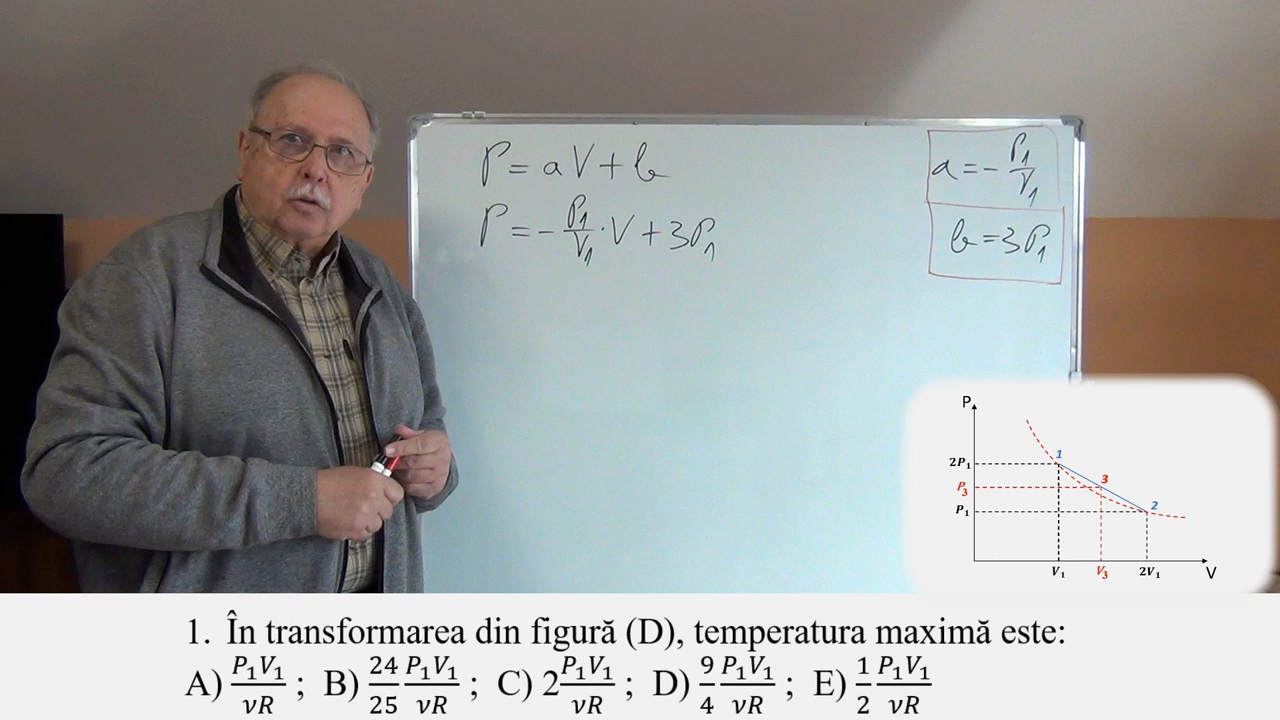 P = aV + b
P = - P₁/V₁ · V + 3P₁
a = - P₁/V₁
b = 3P₁
P
2P₁
1
P₃
3
P₁
2
V₁ V₃ 2V₁ V
1. În transformarea din figură (D), temperatura maximă este:
A) P₁V₁/νR ; B) 24/25 P₁V₁/νR ; C) 2 P₁V₁/νR ; D) 9/4 P₁V₁/νR ; E) 1/2 P₁V₁/νR